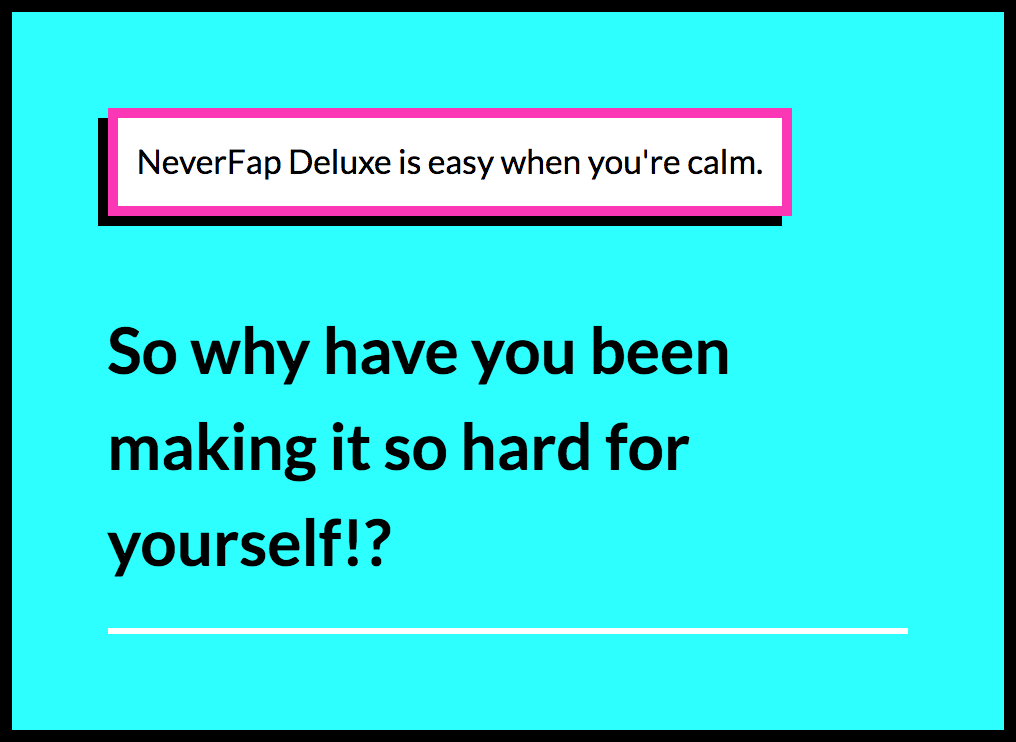 NeverFap Deluxe is easy when you're calm.
So why have you been
making it so hard for
yourself!?